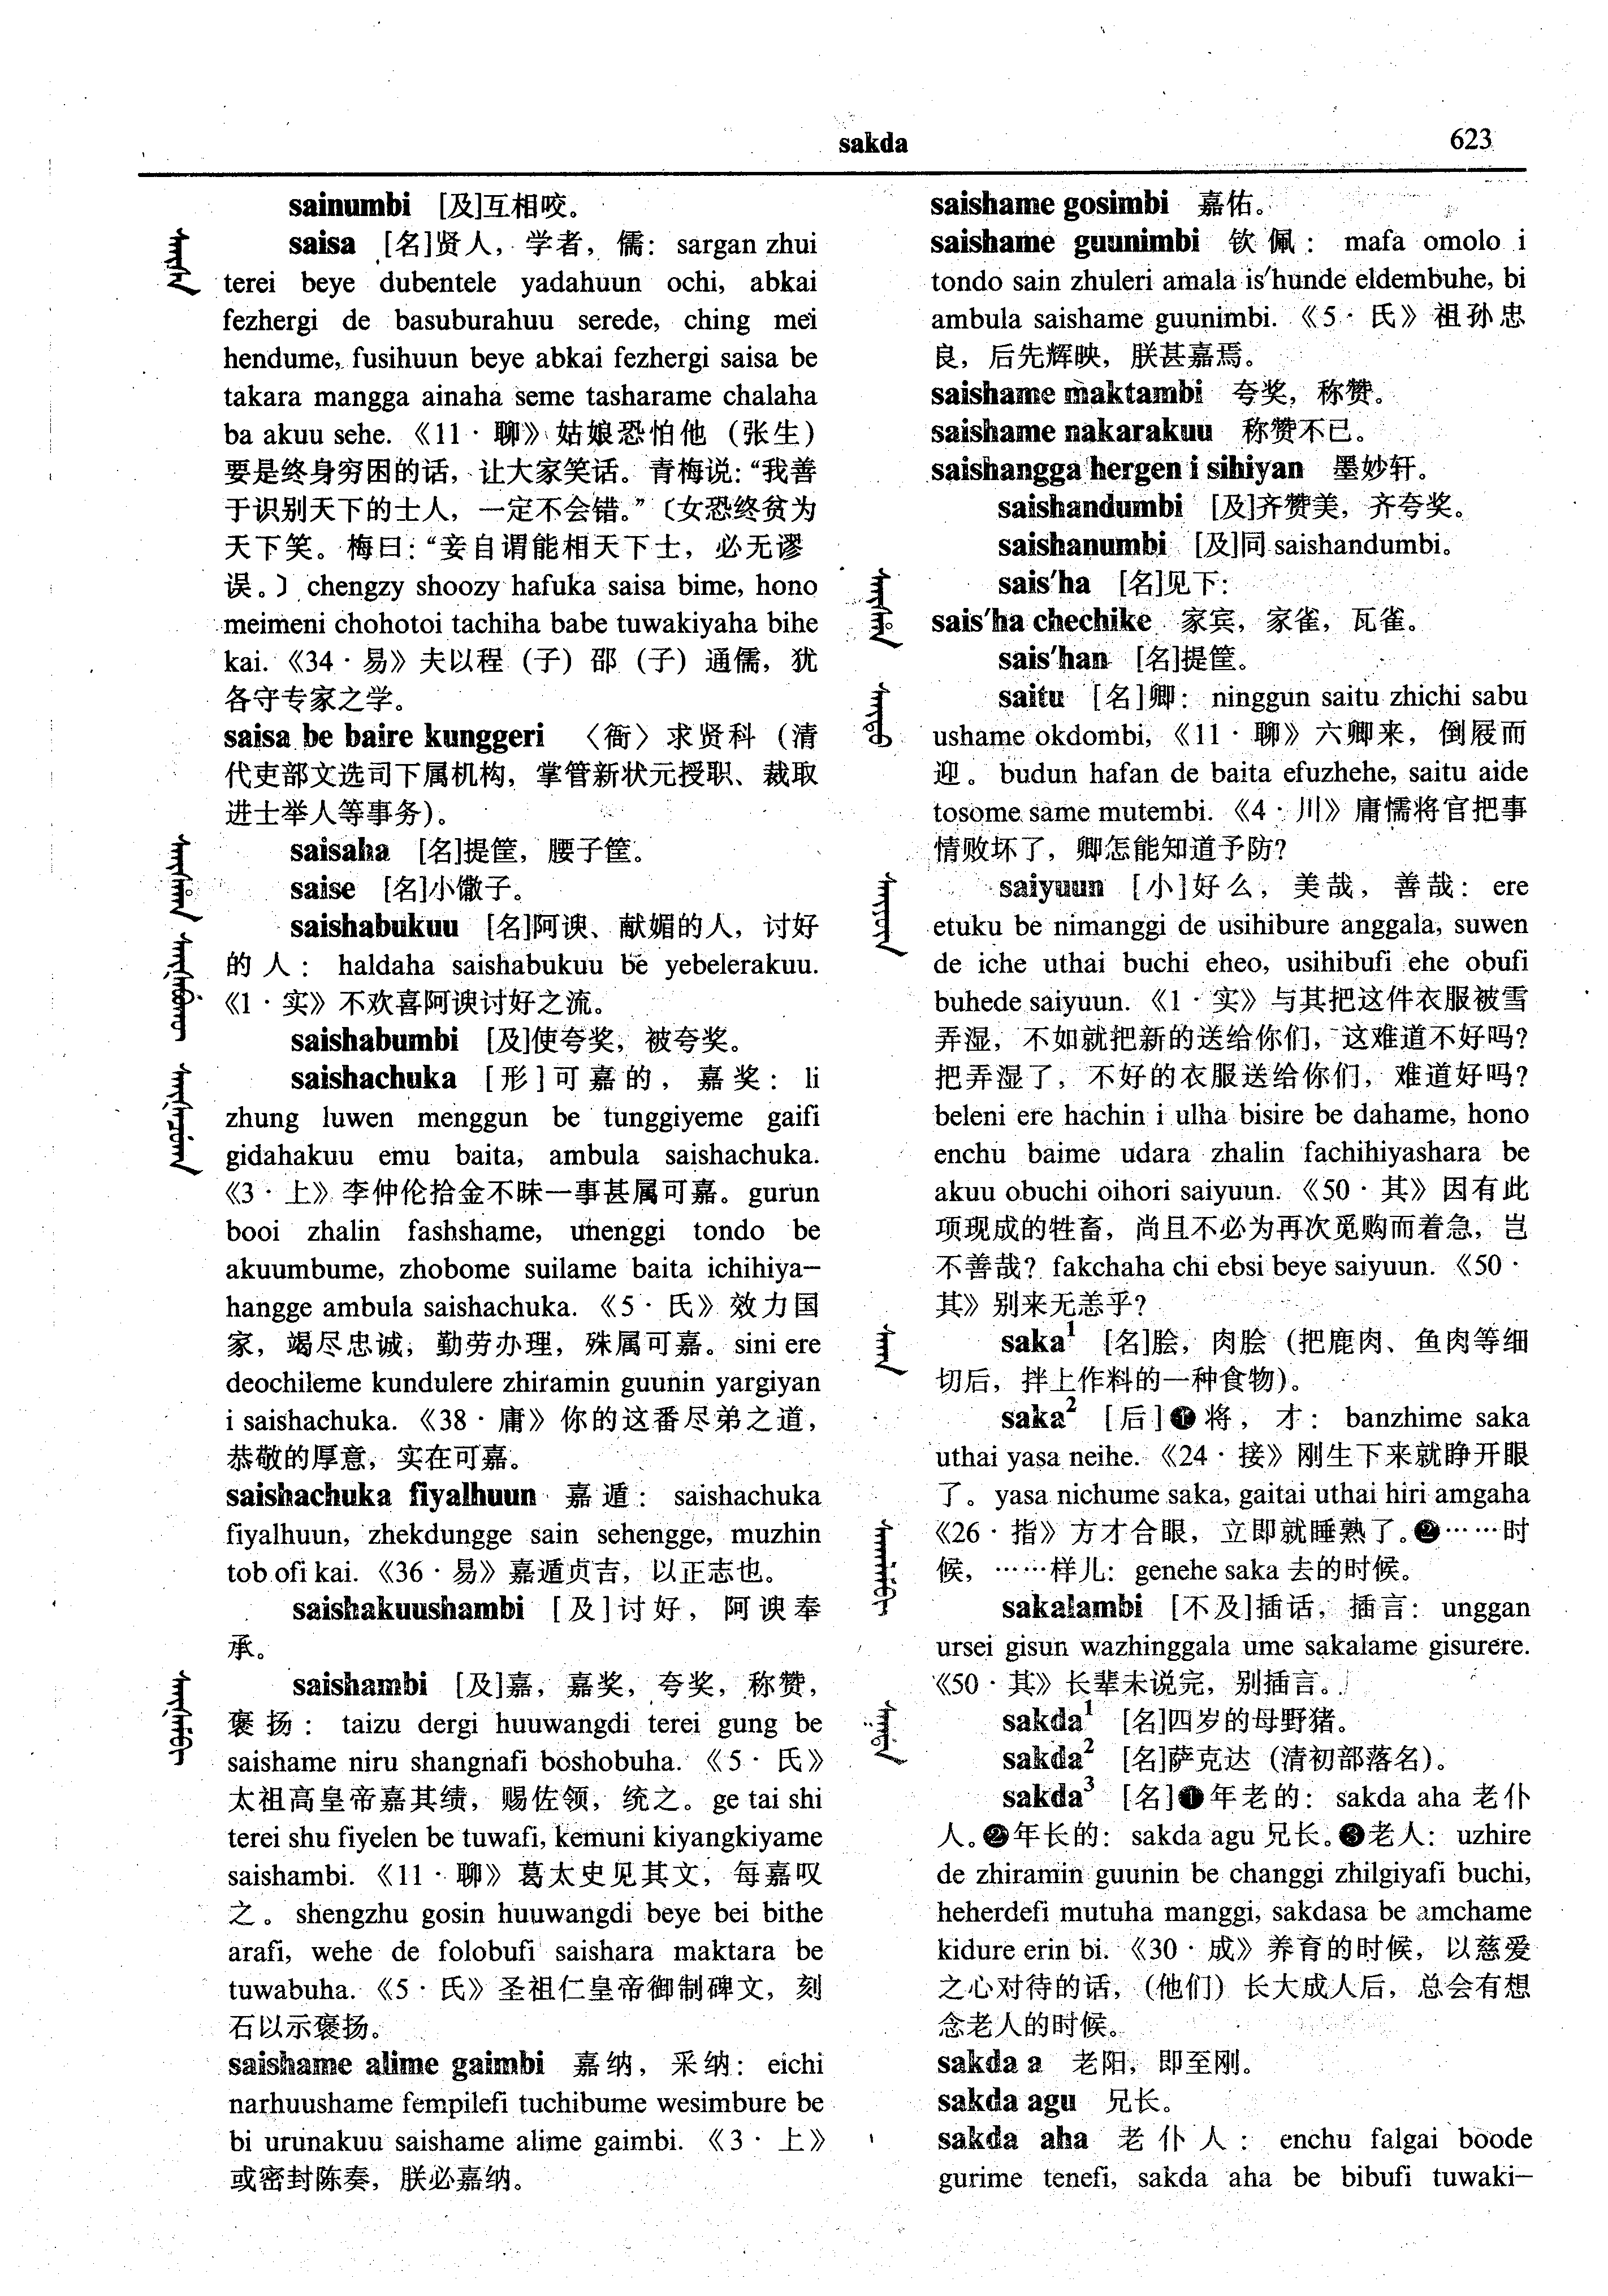 sakda
623
sainumbi [及]互相咬。
saisa [名]贤人，学者，儒：sargan zhui
terei beye dubentele yadahuun ochi, abkai
fezhergi de basuburahuu serede, ching mei
hendume, fusihuun beye abkai fezhergi saisa be
takara mangga ainaha seme tasharame chalaha
ba akuu sehe.《11·聊》姑娘恐怕他（张生）
要是终身穷困的话，让大家笑话。青梅说：“我善
于识别天下的士人，一定不会错。”〔女恐终贫为
天下笑。梅曰：“妾自谓能相天下士，必无谬
误。〕chengzy shoozy hafuka saisa bime, hono
meimeni chohotoi tachiha babe tuwakiyaha bihe
kai.《34·易》夫以程（子）邵（子）通儒，犹
各守专家之学。
saisa be baire kunggeri 〈衙〉求贤科（清
代吏部文选司下属机构，掌管新状元授职、裁取
进士举人等事务）。
saisaha [名]提筐，腰子筐。
saise [名]小馓子。
saishabukuu [名]阿谀、献媚的人，讨好
的人：haldaha saishabukuu be yebelerakuu.
《1·实》不欢喜阿谀讨好之流。
saishabumbi [及]使夸奖，被夸奖。
saishachuka [形]可嘉的，嘉奖：li
zhung luwen menggun be tunggiyeme gaifi
gidahakuu emu baita, ambula saishachuka.
《3·上》李仲伦拾金不昧一事甚属可嘉。gurun
booi zhalin fashshame, unenggi tondo be
akuumbume, zhobome suilame baita ichihiya—
hangge ambula saishachuka.《5·氏》效力国
家，竭尽忠诚；勤劳办理，殊属可嘉。sini ere
deochileme kundulere zhiramin guunin yargiyan
i saishachuka.《38·庸》你的这番尽弟之道，
恭敬的厚意，实在可嘉。
saishachuka fiyalhuun 嘉遁：saishachuka
fiyalhuun, zhekdungge sain sehengge, muzhin
tob ofi kai.《36·易》嘉遁贞吉，以正志也。
saishakuushambi [及]讨好，阿谀奉
承。
saishambi [及]嘉，嘉奖，夸奖，称赞，
褒扬：taizu dergi huuwangdi terei gung be
saishame niru shangnafi boshobuha.《5·氏》
太祖高皇帝嘉其绩，赐佐领，统之。ge tai shi
terei shu fiyelen be tuwafi, kemuni kiyangkiyame
saishambi.《11·聊》葛太史见其文，每嘉叹
之。shengzhu gosin huuwangdi beye bei bithe
arafi, wehe de folobufi saishara maktara be
tuwabuha.《5·氏》圣祖仁皇帝御制碑文，刻
石以示褒扬。
saishame alime gaimbi 嘉纳，采纳：eichi
narhuushame fempilefi tuchibume wesimbure be
bi urunakuu saishame alime gaimbi.《3·上》
或密封陈奏，朕必嘉纳。
saishame gosimbi 嘉佑。
saishame guunimbi 钦佩：mafa omolo i
tondo sain zhuleri amala is'hunde eldembuhe, bi
ambula saishame guunimbi.《5·氏》祖孙忠
良，后先辉映，朕甚嘉焉。
saishame maktambi 夸奖，称赞。
saishame nakarakuu 称赞不已。
saishangga hergen i sihiyan 墨妙轩。
saishandumbi [及]齐赞美，齐夸奖。
saishanumbi [及]同 saishandumbi。
sais'ha [名]见下：
sais'ha chechike 家宾，家雀，瓦雀。
sais'han [名]提筐。
saitu [名]卿：ninggun saitu zhichi sabu
ushame okdombi,《11·聊》六卿来，倒屐而
迎。budun hafan de baita efuzhehe, saitu aide
tosome same mutembi.《4·川》庸懦将官把事
情败坏了，卿怎能知道予防？
saiyuun [小]好么，美哉，善哉：ere
etuku be nimanggi de usihibure anggala, suwen
de iche uthai buchi eheo, usihibufi ehe obufi
buhede saiyuun.《1·实》与其把这件衣服被雪
弄湿，不如就把新的送给你们，这难道不好吗？
把弄湿了，不好的衣服送给你们，难道好吗？
beleni ere hachin i ulha bisire be dahame, hono
enchu baime udara zhalin fachihiyashara be
akuu obuchi oihori saiyuun.《50·其》因有此
项现成的牲畜，尚且不必为再次觅购而着急，岂
不善哉？fakchaha chi ebsi beye saiyuun.《50·
其》别来无恙乎？
saka¹ [名]脍，肉脍（把鹿肉、鱼肉等细
切后，拌上作料的一种食物）。
saka² [后]❶将，才：banzhime saka
uthai yasa neihe.《24·接》刚生下来就睁开眼
了。yasa nichume saka, gaitai uthai hiri amgaha
《26·指》方才合眼，立即就睡熟了。❷……时
候，……样儿：genehe saka 去的时候。
sakalambi [不及]插话，插言：unggan
ursei gisun wazhinggala ume sakalame gisurere.
《50·其》长辈未说完，别插言。
sakda¹ [名]四岁的母野猪。
sakda² [名]萨克达（清初部落名）。
sakda³ [名]❶年老的：sakda aha 老仆
人。❷年长的：sakda agu 兄长。❸老人：uzhire
de zhiramin guunin be changgi zhilgiyafi buchi,
heherdefi mutuha manggi, sakdasa be amchame
kidure erin bi.《30·成》养育的时候，以慈爱
之心对待的话，（他们）长大成人后，总会有想
念老人的时候。
sakda a 老阳，即至刚。
sakda agu 兄长。
sakda aha 老仆人：enchu falgai boode
gurime tenefi, sakda aha be bibufi tuwaki—